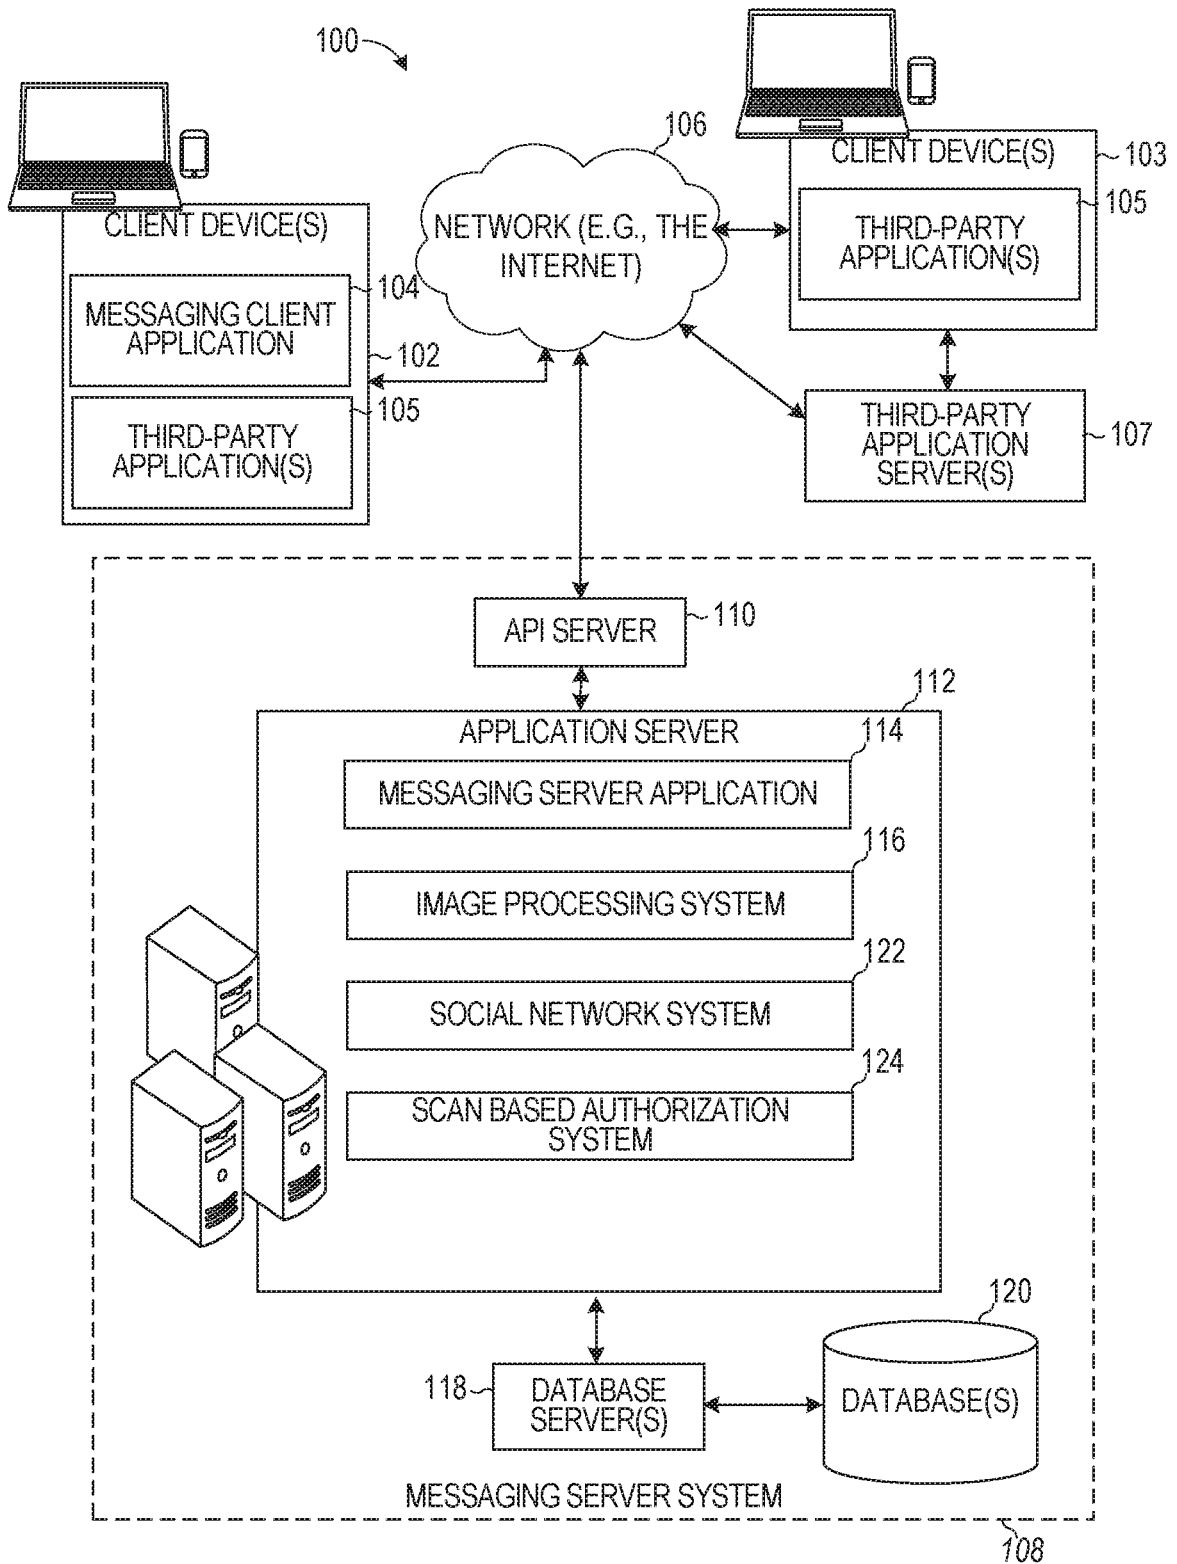 100
106
CLIENT DEVICE(S)
103
THIRD-PARTY
APPLICATION(S)
105
NETWORK (E.G., THE
INTERNET)
CLIENT DEVICE(S)
104
MESSAGING CLIENT
APPLICATION
102
105
THIRD-PARTY
APPLICATION(S)
THIRD-PARTY
APPLICATION
SERVER(S)
107
API SERVER
110
112
APPLICATION SERVER
114
MESSAGING SERVER APPLICATION
116
IMAGE PROCESSING SYSTEM
122
SOCIAL NETWORK SYSTEM
124
SCAN BASED AUTHORIZATION
SYSTEM
118
DATABASE
SERVER(S)
120
DATABASE(S)
MESSAGING SERVER SYSTEM
108